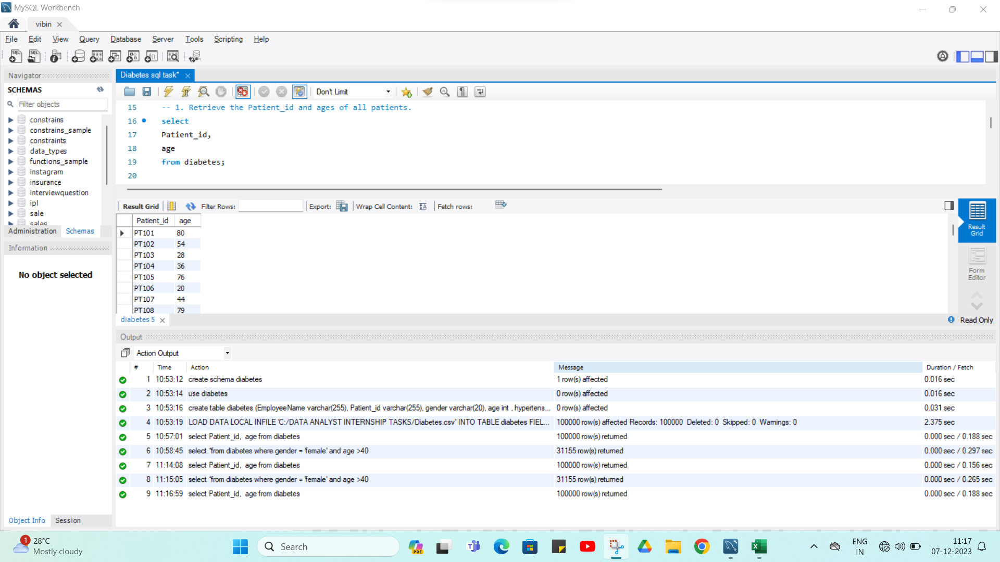 MySQL Workbench
vibin
File Edit View Query Database Server Tools Scripting Help
Navigator
SCHEMAS
Filter objects
constrains
constrains_sample
constraints
data_types
functions_sample
instagram
insurance
interviewquestion
ipl
sale
sales
Administration Schemas
Information
No object selected
Object Info Session
Diabetes sql task*
Don't Limit
15 -- 1. Retrieve the Patient_id and ages of all patients.
16 select
17 Patient_id,
18 age
19 from diabetes;
20
Result Grid Filter Rows: Export: Wrap Cell Content: Fetch rows:
Patient_id age
PT101 80
PT102 54
PT103 28
PT104 36
PT105 76
PT106 20
PT107 44
PT108 79
Result Grid
Form Editor
diabetes 5
Read Only
Output
Action Output
# Time Action Message Duration / Fetch
1 10:53:12 create schema diabetes 1 row(s) affected 0.016 sec
2 10:53:14 use diabetes 0 row(s) affected 0.016 sec
3 10:53:16 create table diabetes (EmployeeName varchar(255), Patient_id varchar(255), gender varchar(20), age int , hypertens... 0 row(s) affected 0.031 sec
4 10:53:19 LOAD DATA LOCAL INFILE 'C:/DATA ANALYST INTERNSHIP TASKS/Diabetes.csv' INTO TABLE diabetes FIEL... 100000 row(s) affected Records: 100000 Deleted: 0 Skipped: 0 Warnings: 0 2.375 sec
5 10:57:01 select Patient_id, age from diabetes 100000 row(s) returned 0.000 sec / 0.188 sec
6 10:58:45 select *from diabetes where gender = 'female' and age >40 31155 row(s) returned 0.000 sec / 0.297 sec
7 11:14:08 select Patient_id, age from diabetes 100000 row(s) returned 0.000 sec / 0.156 sec
8 11:15:05 select *from diabetes where gender = 'female' and age >40 31155 row(s) returned 0.000 sec / 0.265 sec
9 11:16:59 select Patient_id, age from diabetes 100000 row(s) returned 0.000 sec / 0.188 sec
1 28°C
Mostly cloudy
Search
PRE
ENG
IN
11:17
07-12-2023